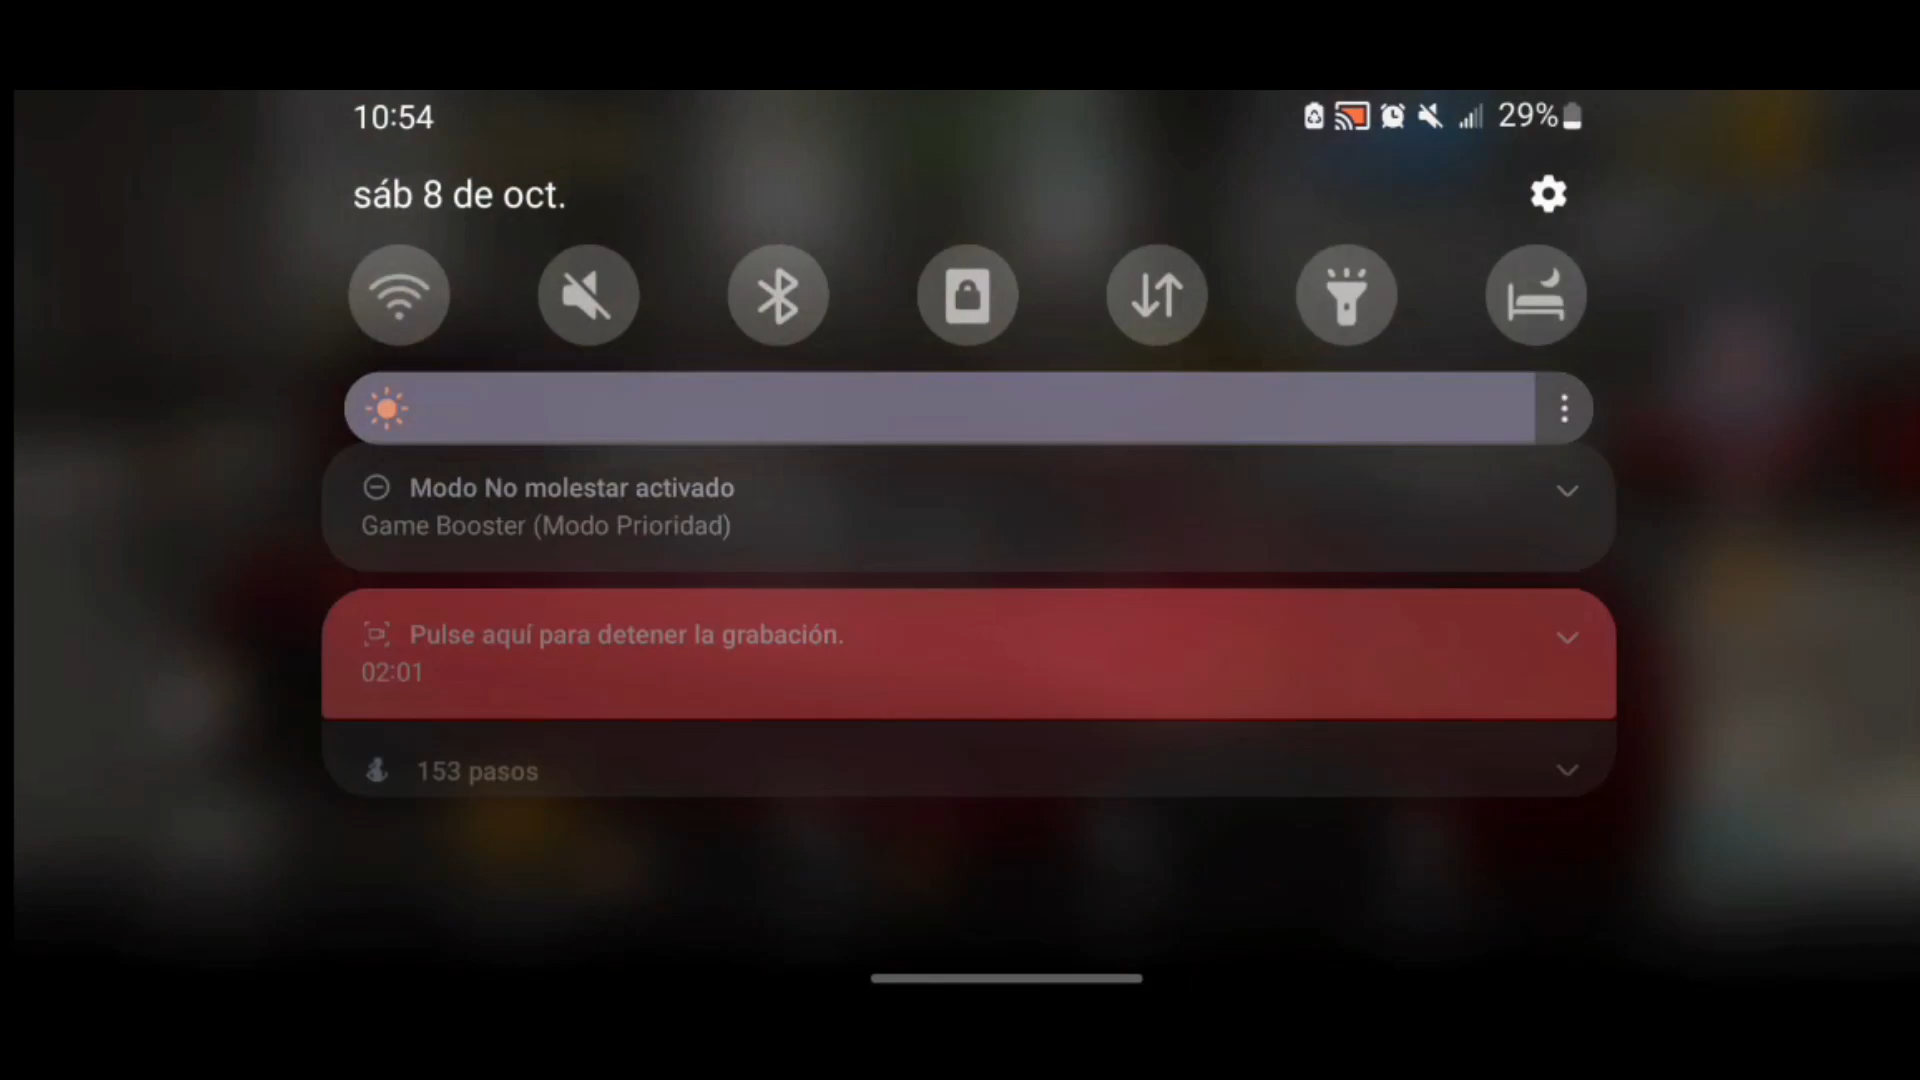 10:54
29%
sáb 8 de oct.
Modo No molestar activado
Game Booster (Modo Prioridad)
Pulse aquí para detener la grabación.
02:01
153 pasos